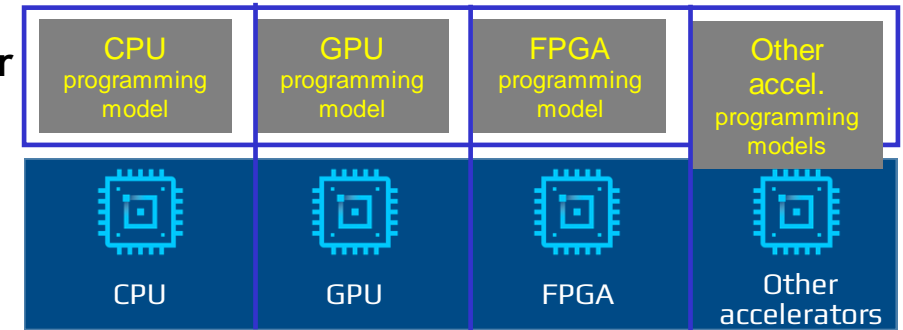 r
CPU
programming
model
GPU
programming
model
FPGA
programming
model
Other
accel.
programming
models
CPU
GPU
FPGA
Other
accelerators